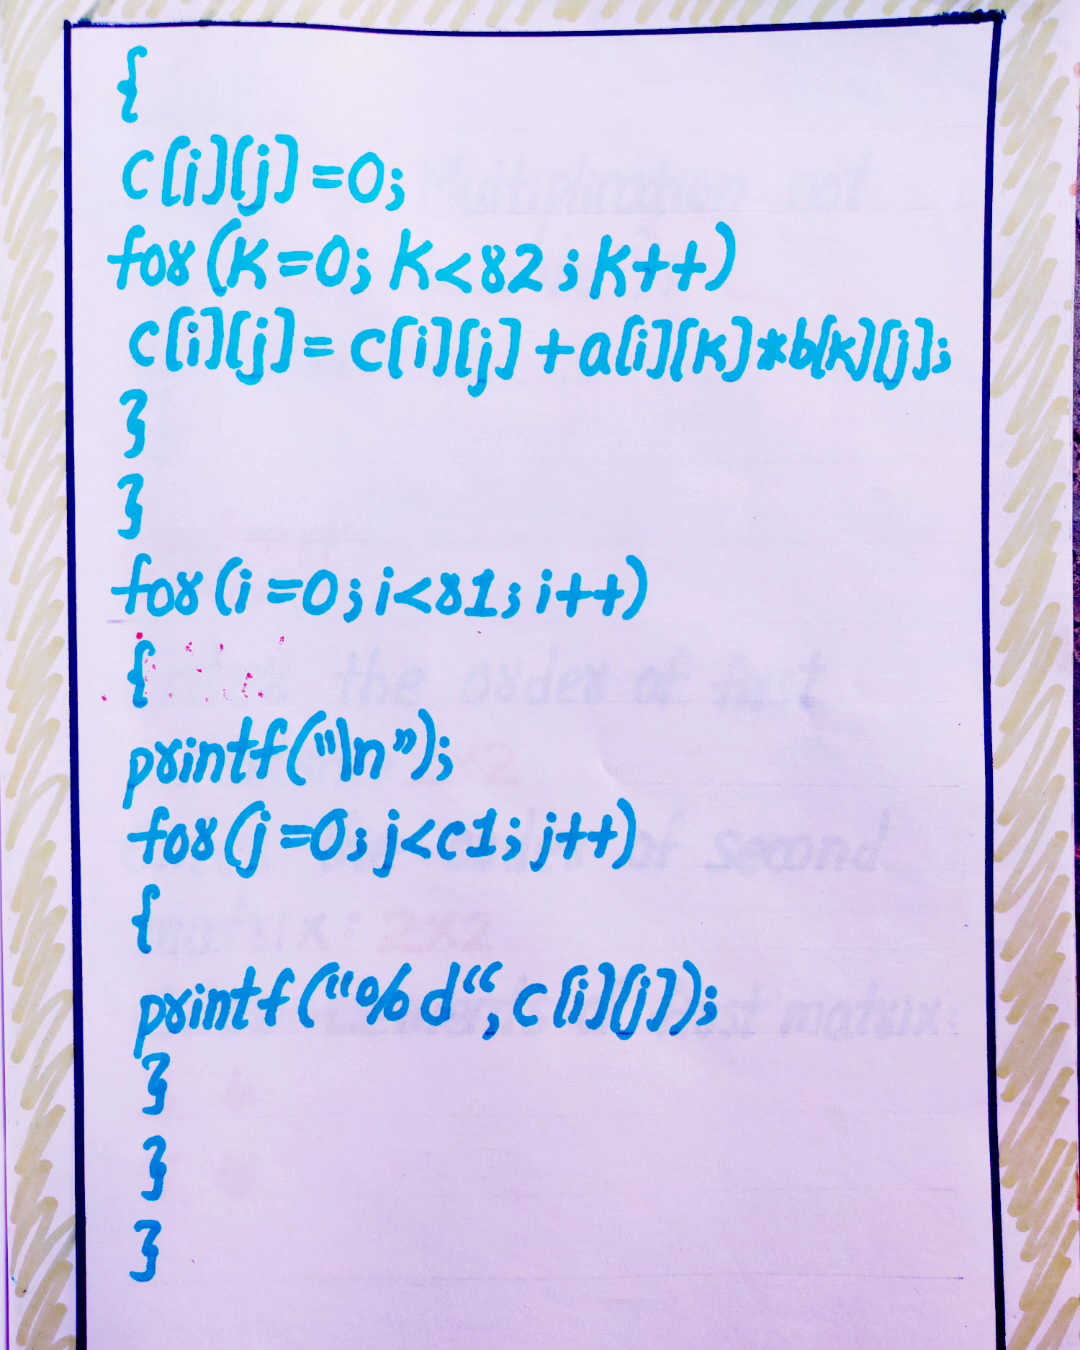 {
c[i][j]=0;
for(k=0; k<r2;k++)
c[i][j]= c[i][j]+a[i][k]*b[k][j];
}
}
for(i=0;i<r1;i++)
{
printf("\n");
for(j=0;j<c1;j++)
{
printf("%d",c[i][j]);
}
}
}